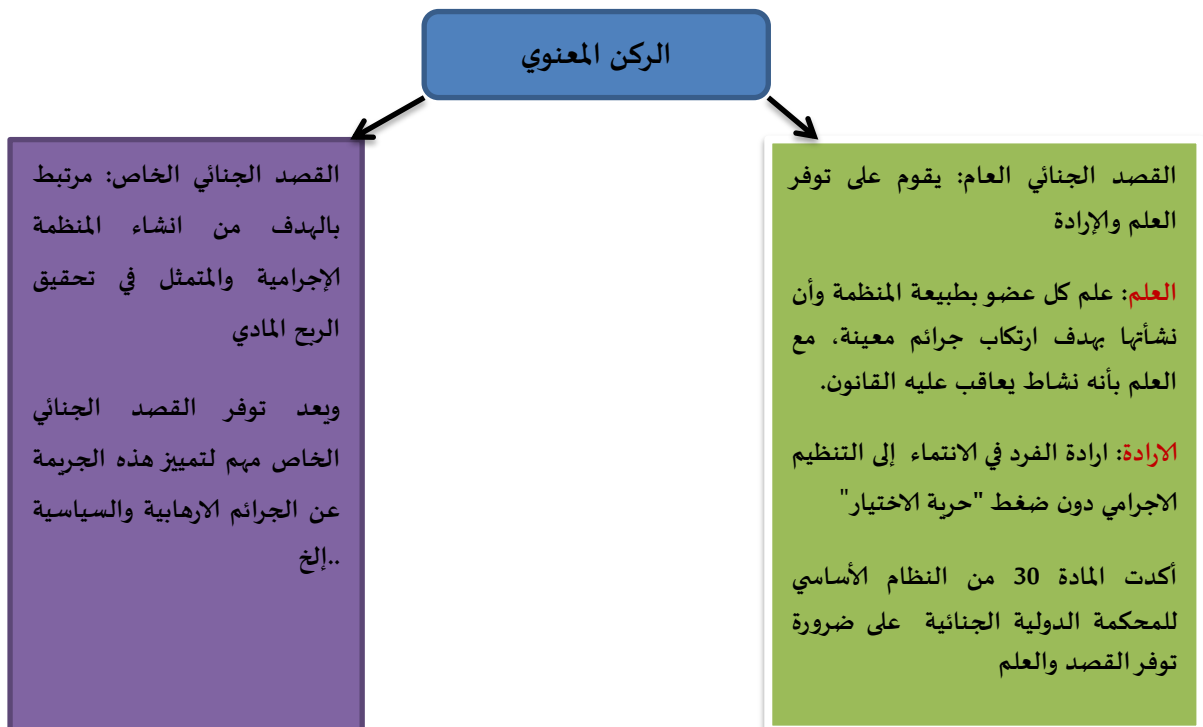 الركن المعنوي
القصد الجنائي العام: يقوم على توفر
العلم والإرادة
العلم: علم كل عضو بطبيعة المنظمة وأن
نشأتها بهدف ارتكاب جرائم معينة، مع
العلم بأنه نشاط يعاقب عليه القانون.
الارادة: ارادة الفرد في الانتماء إلى التنظيم
الاجرامي دون ضغط "حرية الاختيار"
أكدت المادة 30 من النظام الأساسي
للمحكمة الدولية الجنائية على ضرورة
توفر القصد والعلم
القصد الجنائي الخاص: مرتبط
بالهدف من انشاء المنظمة
الإجرامية والمتمثل في تحقيق
الربح المادي
ويعد توفر القصد الجنائي
الخاص مهم لتمييز هذه الجريمة
عن الجرائم الارهابية والسياسية
..إلخ